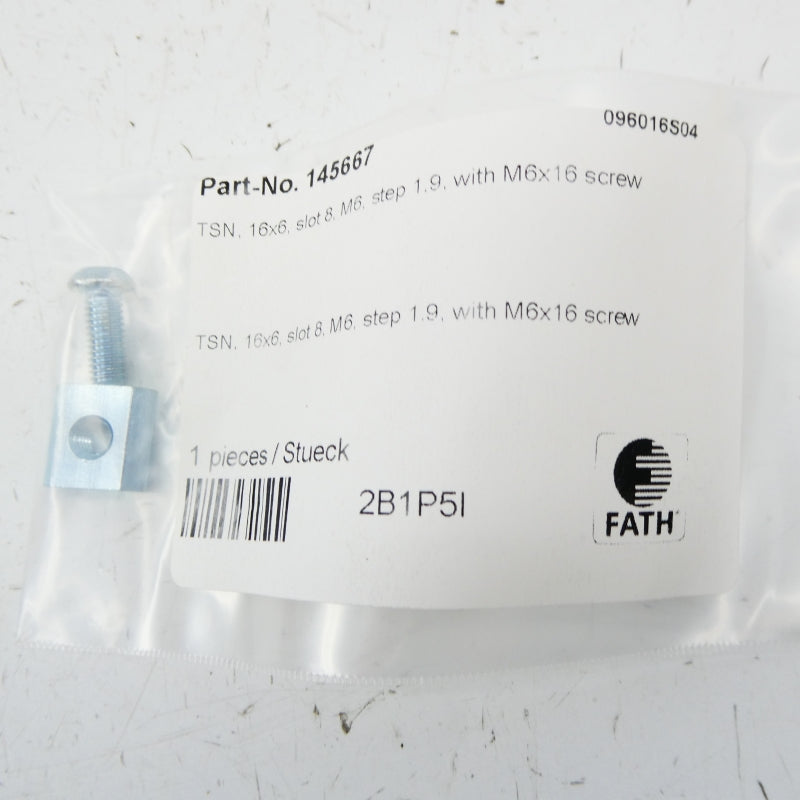 096016S04
Part-No. 145667
TSN, 16x6, slot 8, M6, step 1.9, with M6x16 screw
TSN, 16x6, slot 8, M6, step 1.9, with M6x16 screw
1 pieces / Stueck
2B1P5I
FATH